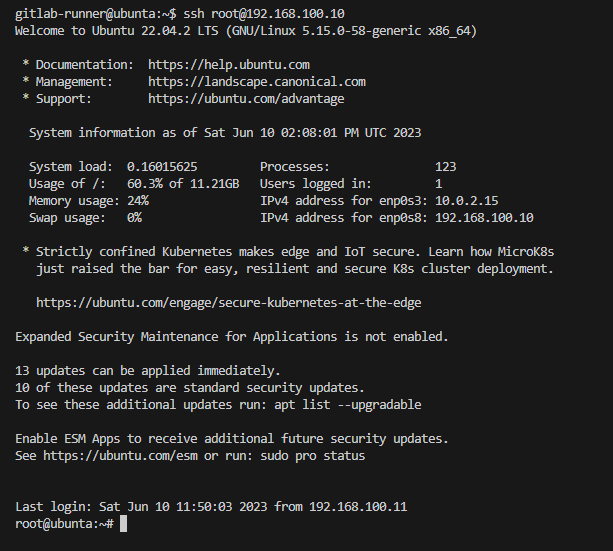 gitlab-runner@ubuntu:~$ ssh root@192.168.100.10
Welcome to Ubuntu 22.04.2 LTS (GNU/Linux 5.15.0-58-generic x86_64)
* Documentation:  https://help.ubuntu.com
* Management:     https://landscape.canonical.com
* Support:        https://ubuntu.com/advantage
System information as of Sat Jun 10 02:08:01 PM UTC 2023
System load:  0.16015625         Processes:               123
Usage of /:   60.3% of 11.21GB   Users logged in:         1
Memory usage: 24%                IPv4 address for enp0s3: 10.0.2.15
Swap usage:   0%                 IPv4 address for enp0s8: 192.168.100.10
* Strictly confined Kubernetes makes edge and IoT secure. Learn how MicroK8s
just raised the bar for easy, resilient and secure K8s cluster deployment.
https://ubuntu.com/engage/secure-kubernetes-at-the-edge
Expanded Security Maintenance for Applications is not enabled.
13 updates can be applied immediately.
10 of these updates are standard security updates.
To see these additional updates run: apt list --upgradable
Enable ESM Apps to receive additional future security updates.
See https://ubuntu.com/esm or run: sudo pro status
Last login: Sat Jun 10 11:50:03 2023 from 192.168.100.11
root@ubuntu:~#